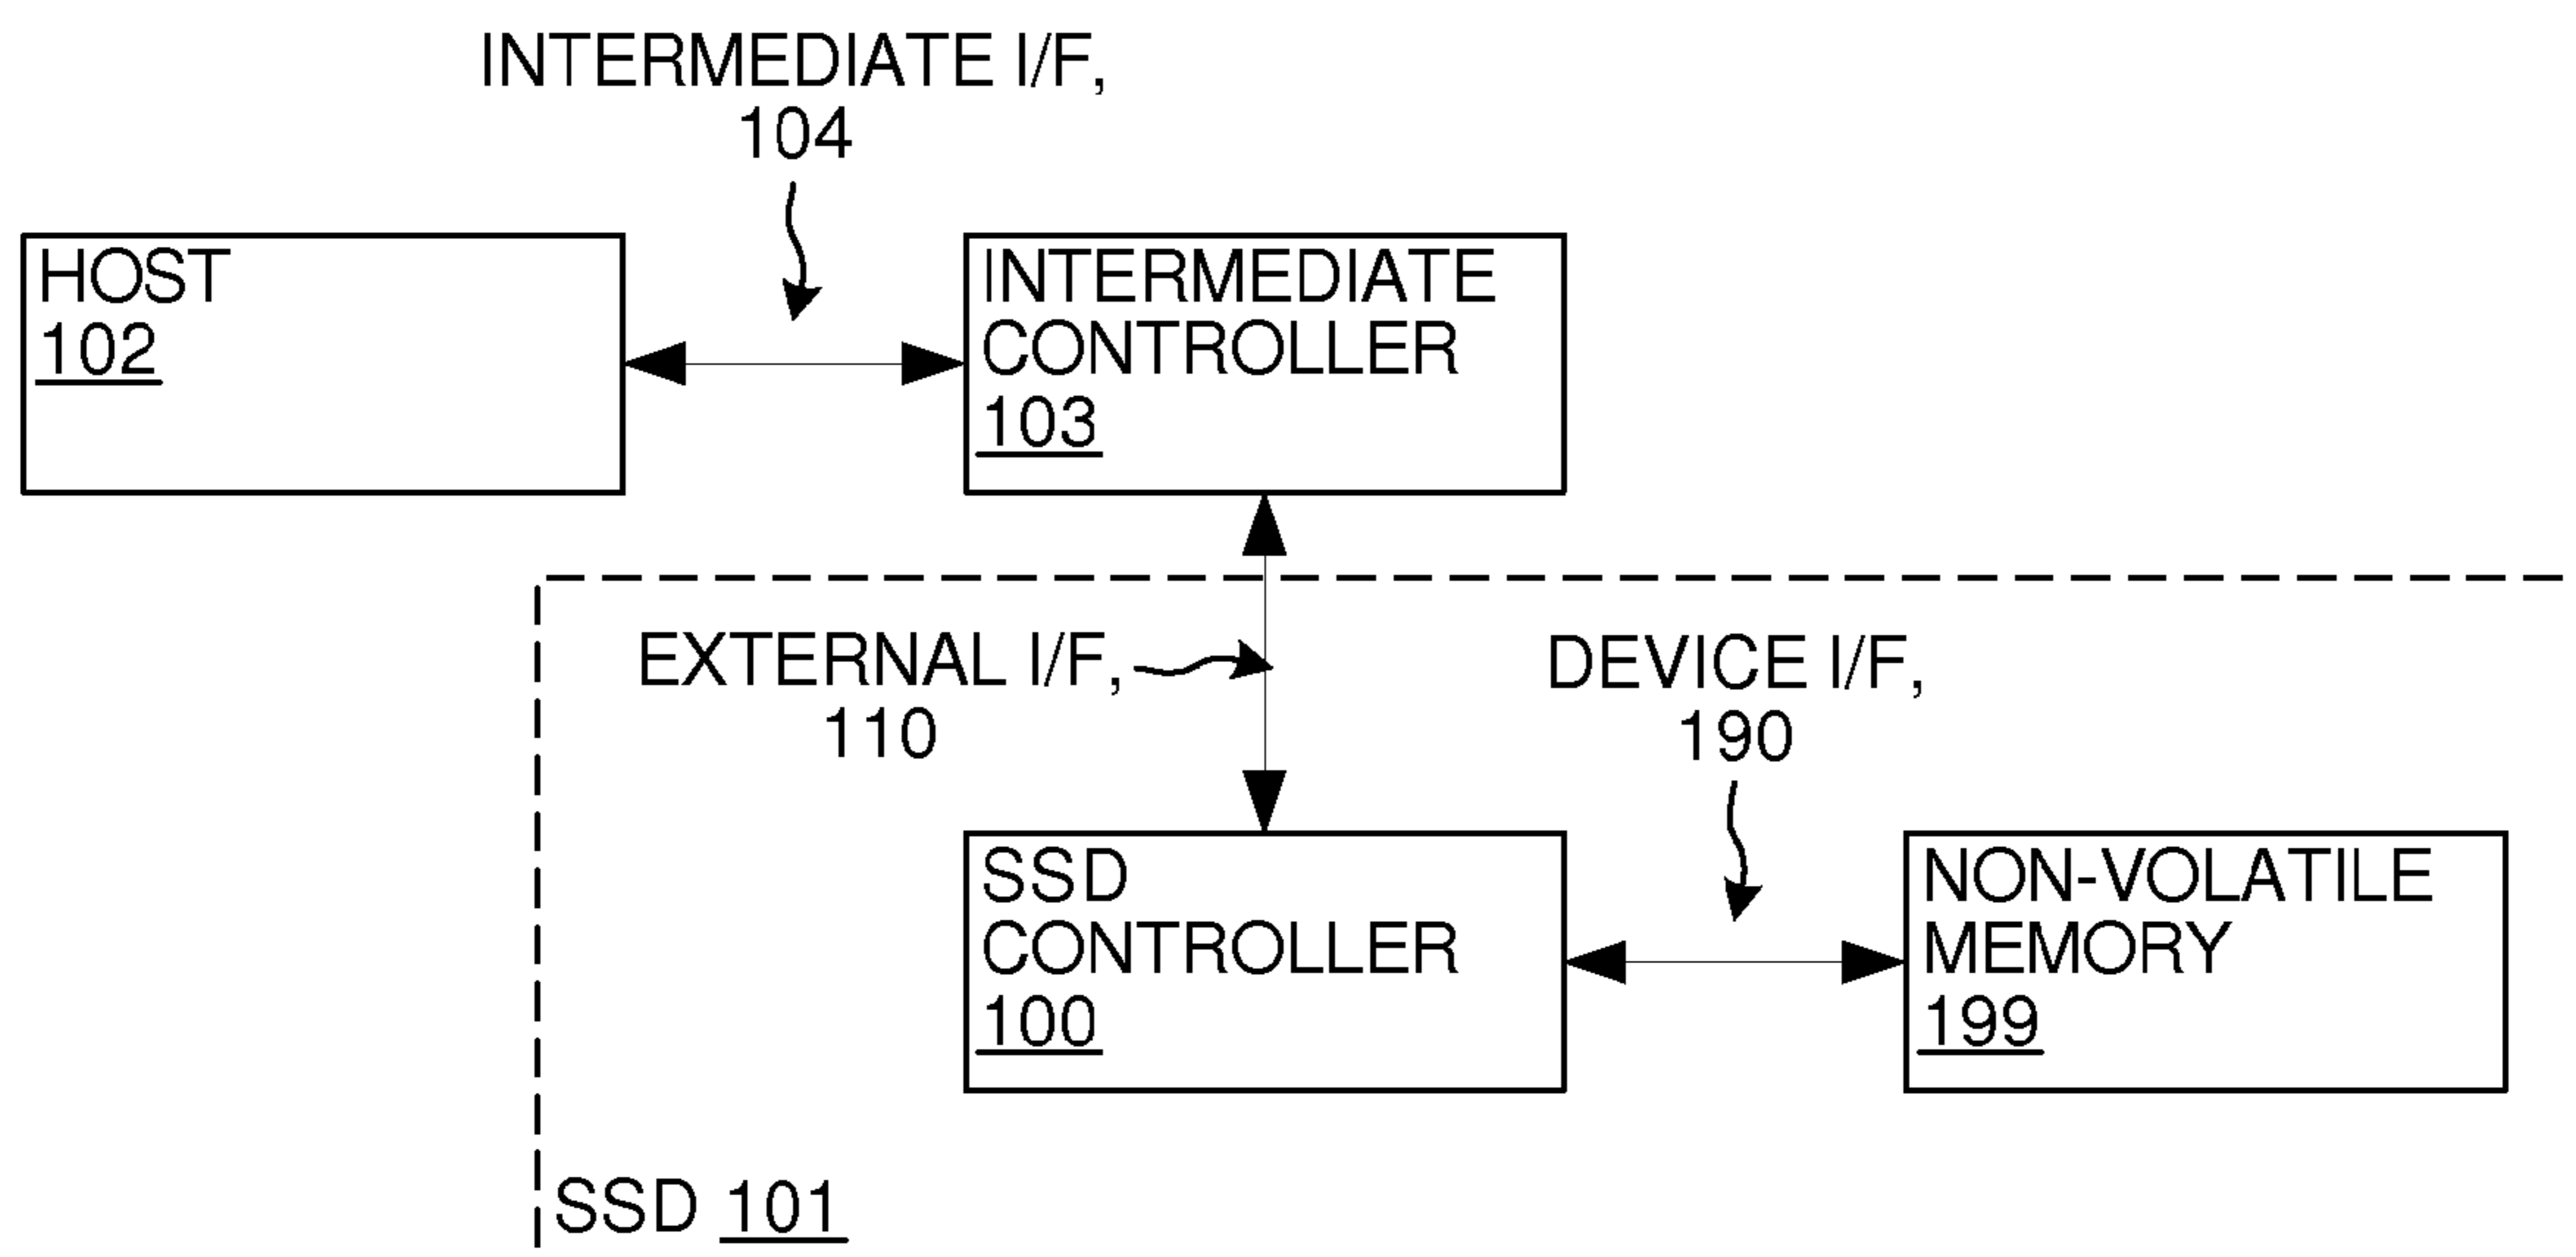 INTERMEDIATE I/F,
104
HOST
102
INTERMEDIATE
CONTROLLER
103
EXTERNAL I/F,
110
DEVICE I/F,
190
SSD
CONTROLLER
100
NON-VOLATILE
MEMORY
199
SSD 101